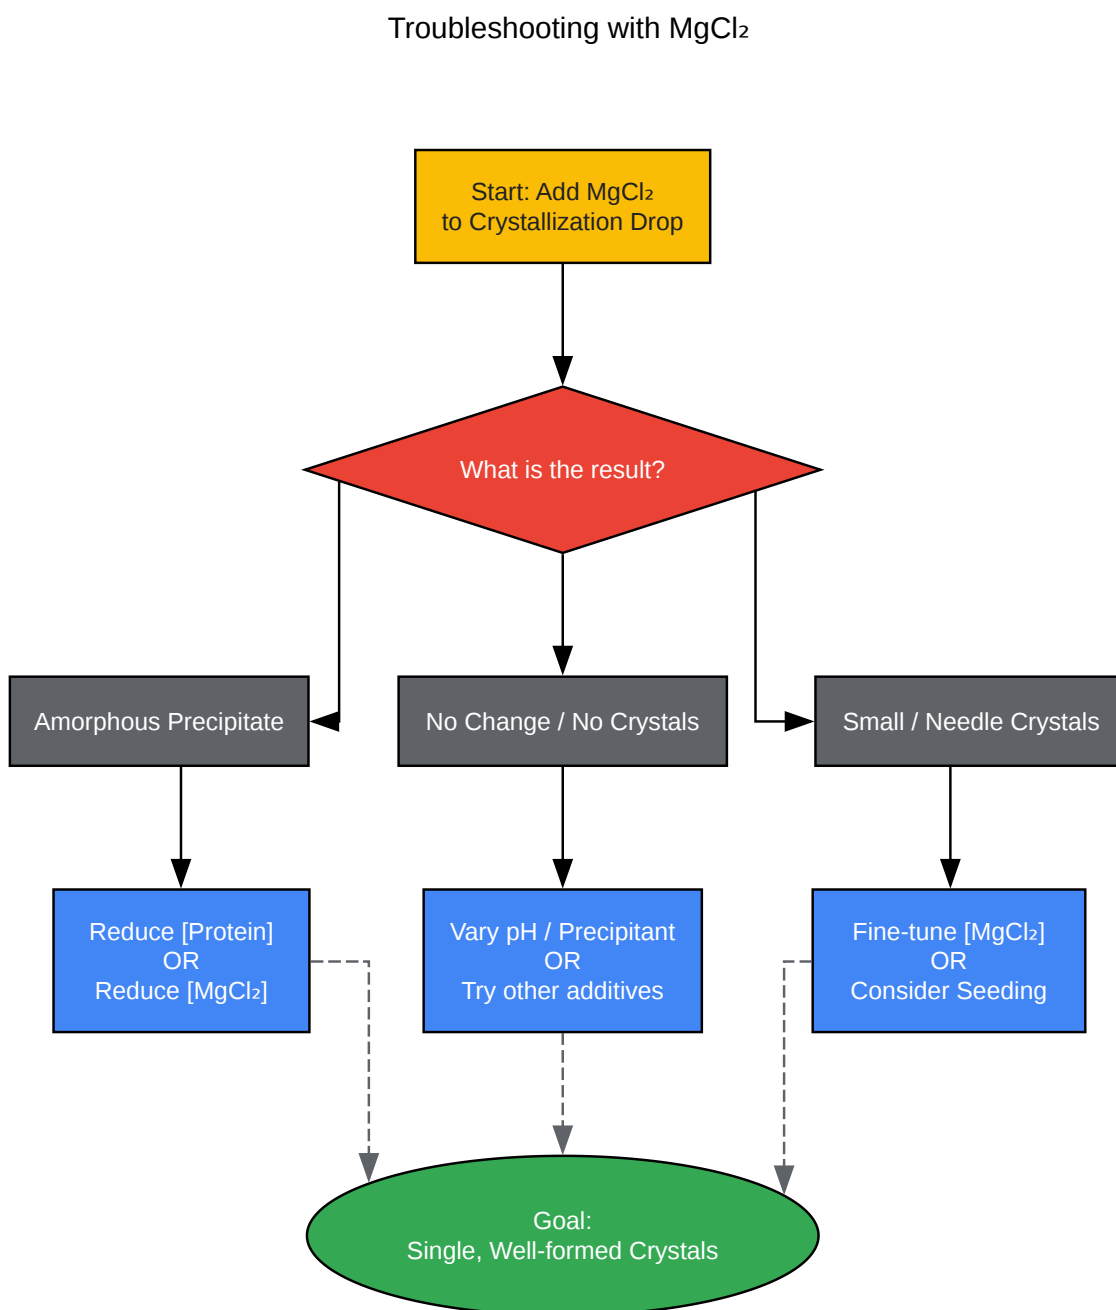 Troubleshooting with MgCl₂
Start: Add MgCl₂
to Crystallization Drop
What is the result?
Amorphous Precipitate
No Change / No Crystals
Small / Needle Crystals
Reduce [Protein]
OR
Reduce [MgCl₂]
Vary pH / Precipitant
OR
Try other additives
Fine-tune [MgCl₂]
OR
Consider Seeding
Goal:
Single, Well-formed Crystals